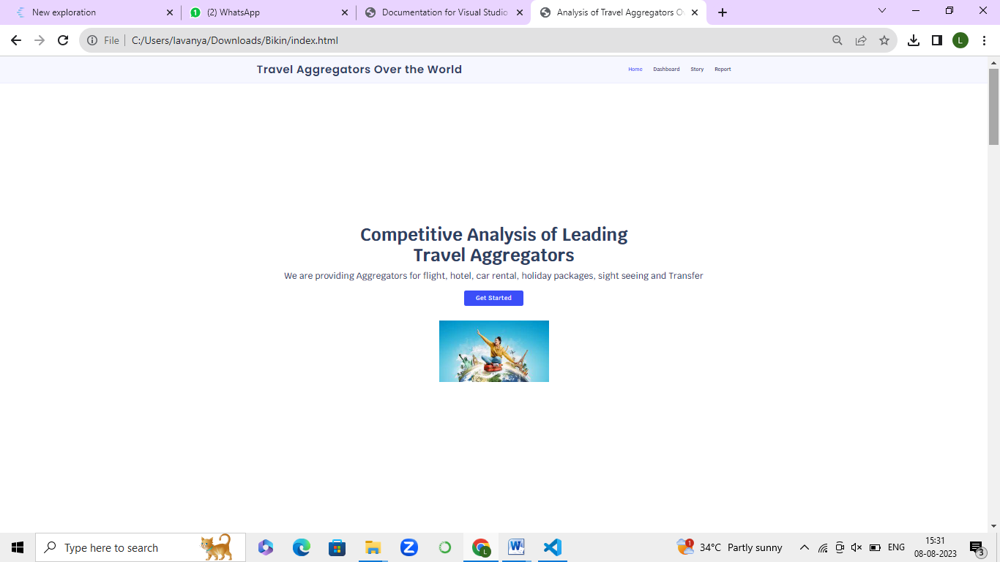 New exploration
(2) WhatsApp
Documentation for Visual Studio
Analysis of Travel Aggregators O
File
C:/Users/lavanya/Downloads/Bikin/index.html
L
Travel Aggregators Over the World
Home
Dashboard
Story
Report
Competitive Analysis of Leading
Travel Aggregators
We are providing Aggregators for flight, hotel, car rental, holiday packages, sight seeing and Transfer
Get Started
Type here to search
34°C Partly sunny
ENG
15:31
08-08-2023
3